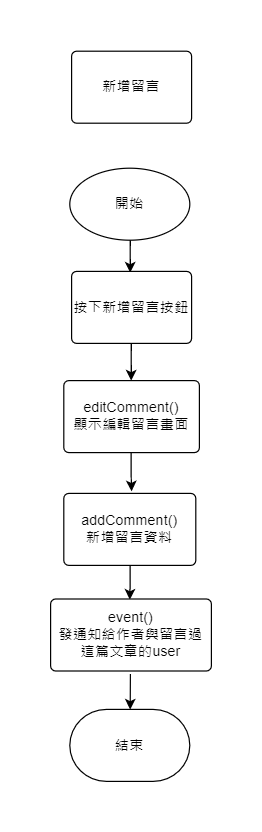 新增留言
開始
按下新增留言按鈕
editComment()
顯示編輯留言畫面
addComment()
新增留言資料
event()
發通知給作者與留言過
這篇文章的user
結束